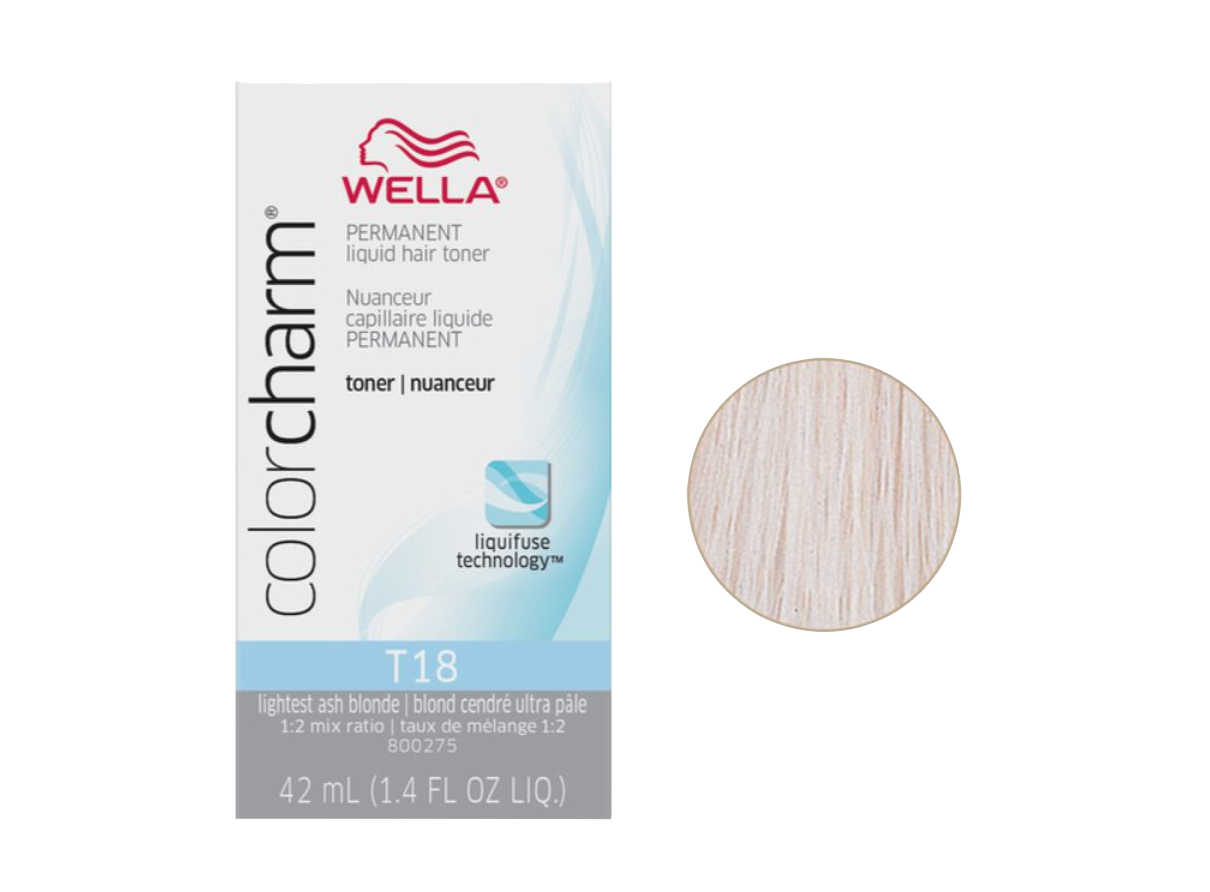 WELLA®
PERMANENT
liquid hair toner
Nuanceur
capillaire liquide
PERMANENT
toner | nuanceur
colorcharm®
liquifuse
technology™
T18
lightest ash blonde | blond cendré ultra pâle
1:2 mix ratio | taux de mélange 1:2
800275
42 mL (1.4 FL OZ LIQ.)